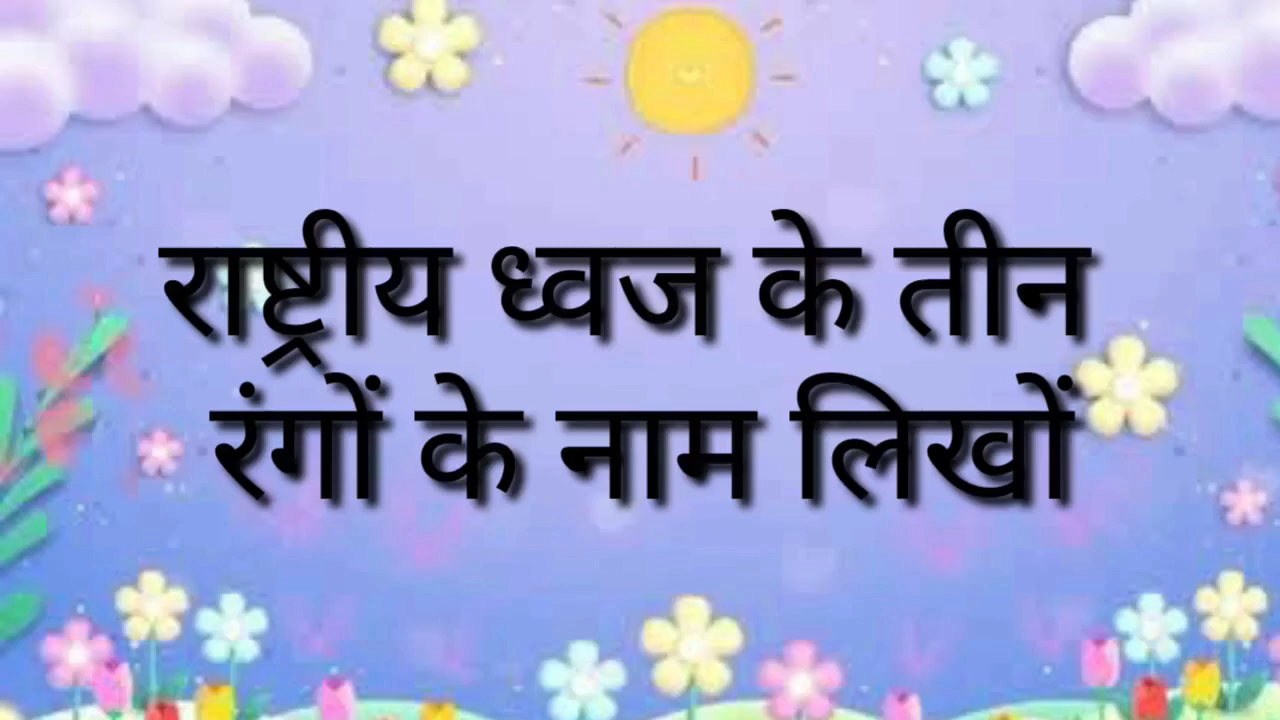 राष्ट्रीय ध्वज के तीन
रंगों के नाम लिखों